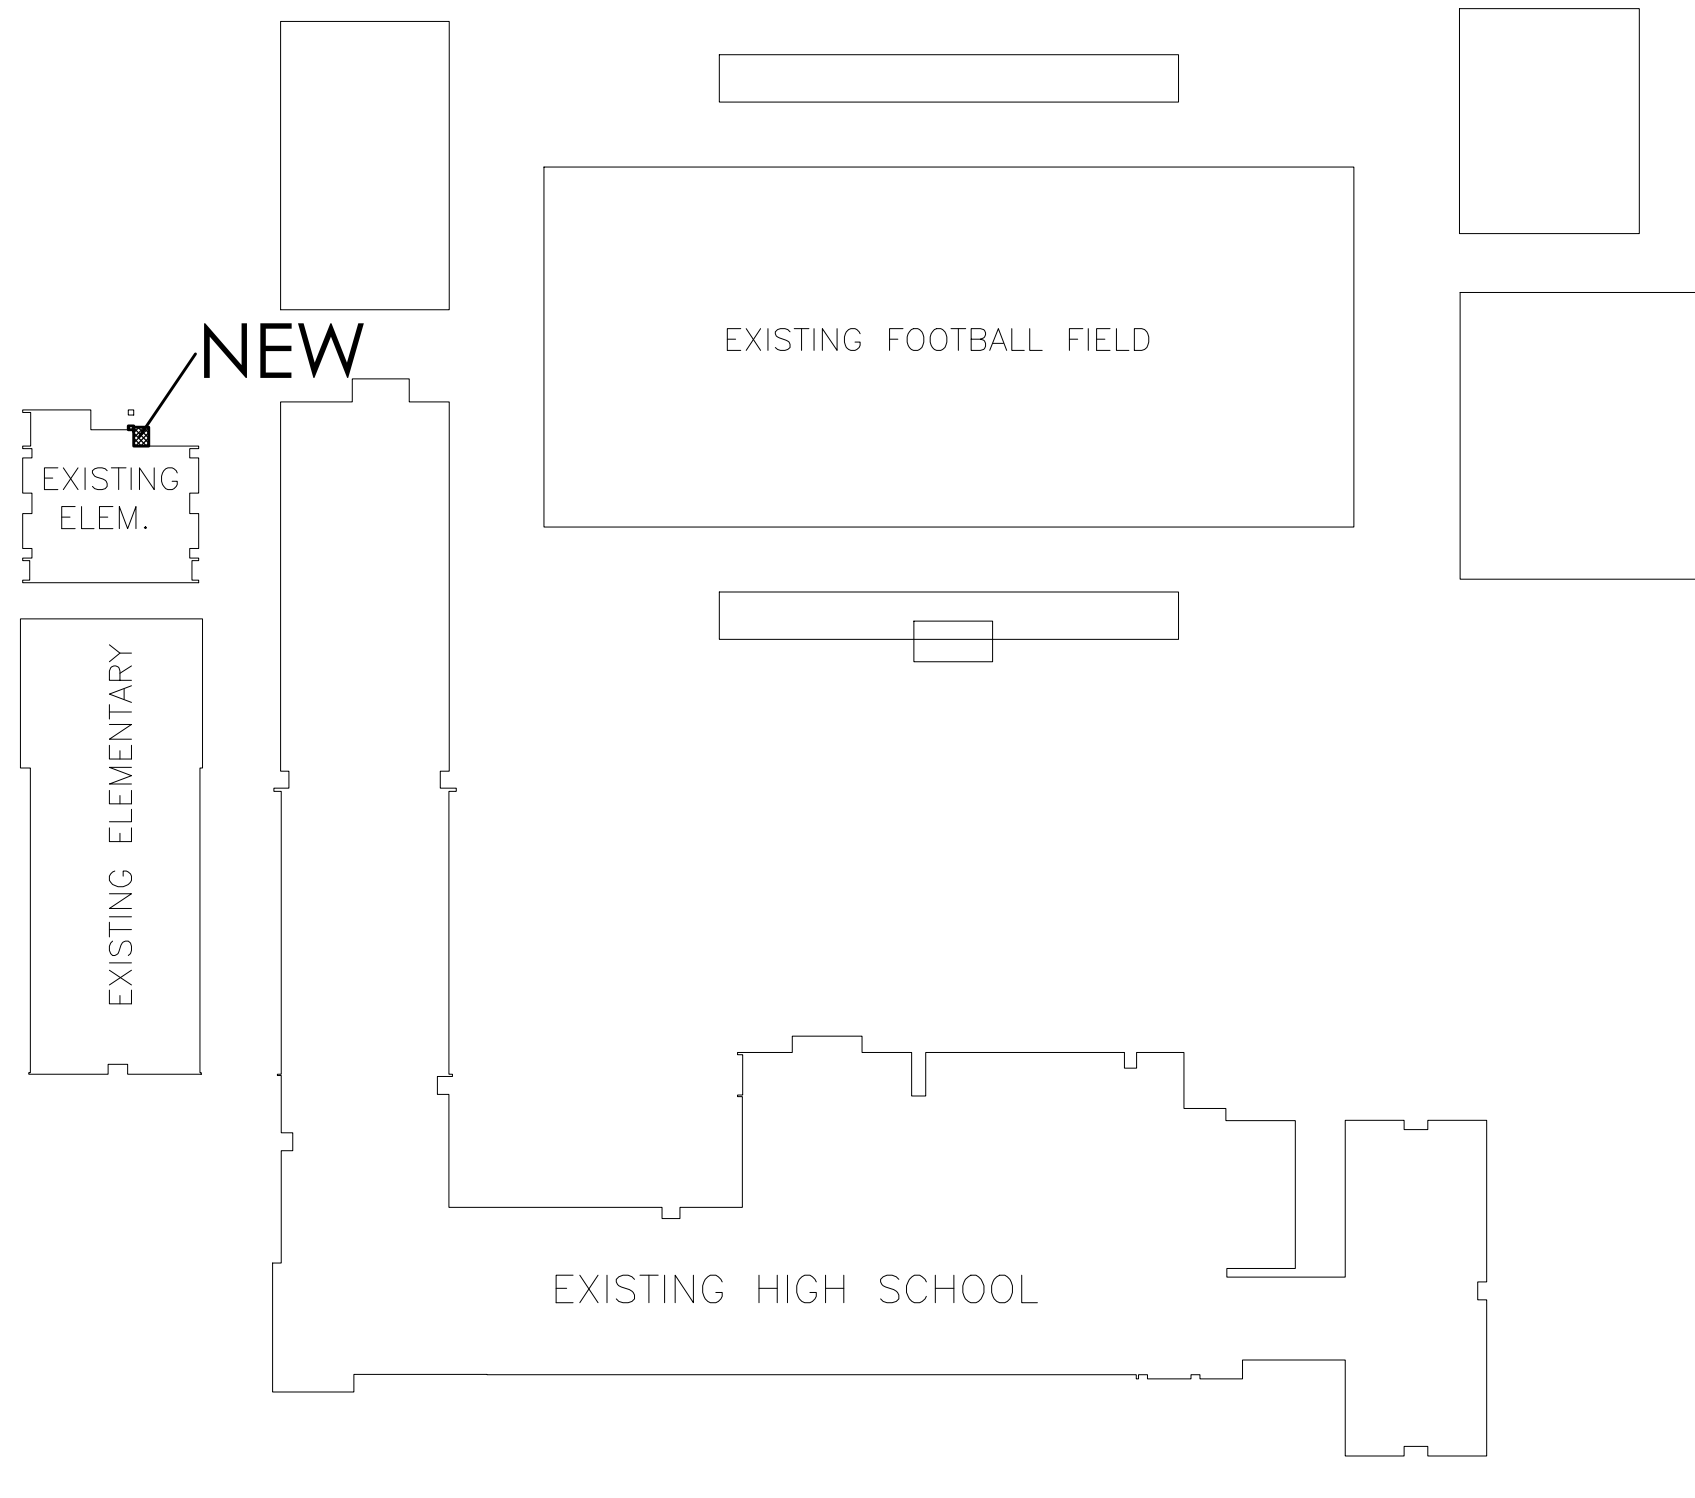 EXISTING FOOTBALL FIELD
NEW
EXISTING
ELEM.
EXISTING ELEMENTARY
EXISTING HIGH SCHOOL